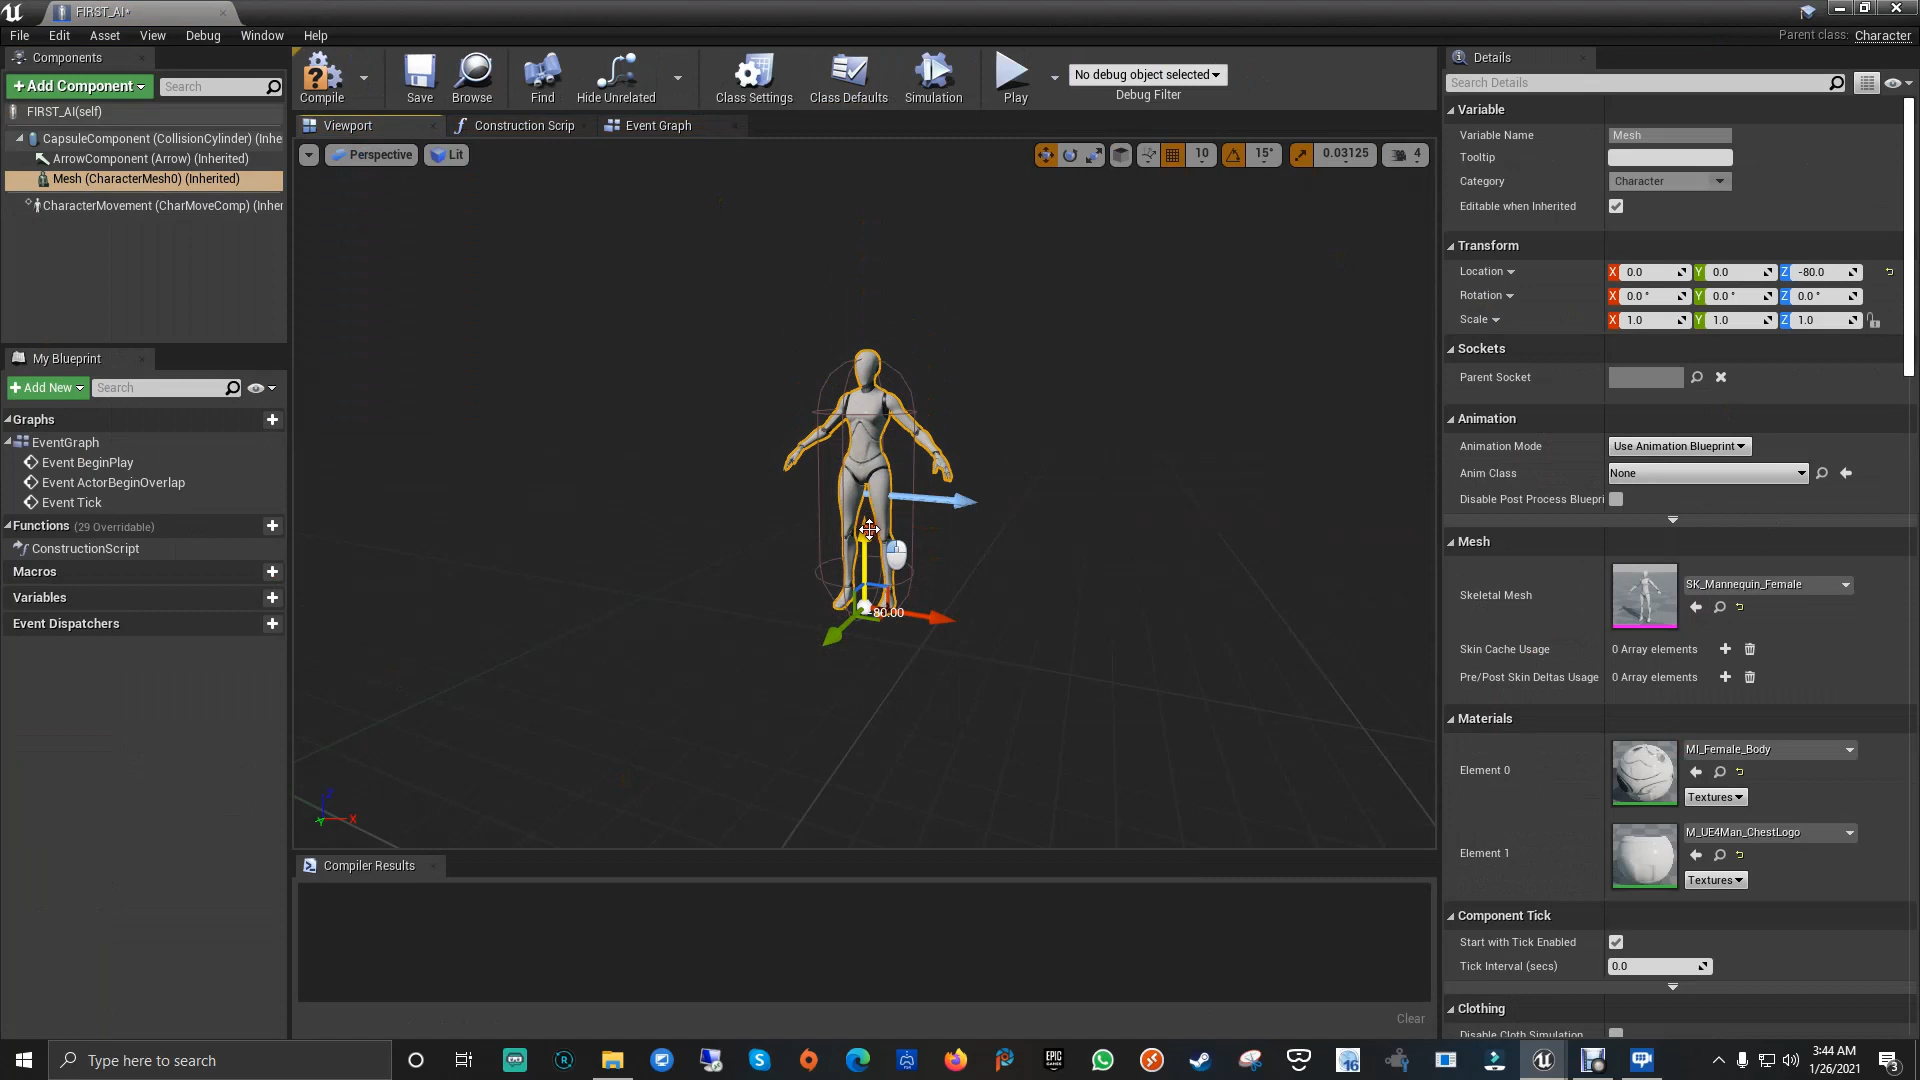 FIRST_AI*
File Edit Asset View Debug Window Help
Parent class: Character
Components
+Add Component
Search
FIRST_AI(self)
CapsuleComponent (CollisionCylinder) (Inhe
ArrowComponent (Arrow) (Inherited)
Mesh (CharacterMesh0) (Inherited)
CharacterMovement (CharMoveComp) (Inher
My Blueprint
+Add New
Search
Graphs
EventGraph
Event BeginPlay
Event ActorBeginOverlap
Event Tick
Functions (29 Overridable)
ConstructionScript
Macros
Variables
Event Dispatchers
Compile
Save
Browse
Find
Hide Unrelated
Class Settings
Class Defaults
Simulation
Play
No debug object selected
Debug Filter
Viewport
Construction Scrip
Event Graph
Perspective
Lit
10
15°
0.03125
4
-80.00
Z
X
Y
Compiler Results
Clear
Details
Search Details
Variable
Variable Name Mesh
Tooltip
Category Character
Editable when Inherited
Transform
Location X 0.0 Y 0.0 Z -80.0
Rotation X 0.0° Y 0.0° Z 0.0°
Scale X 1.0 Y 1.0 Z 1.0
Sockets
Parent Socket
Animation
Animation Mode Use Animation Blueprint
Anim Class None
Disable Post Process Bluepri
Mesh
Skeletal Mesh SK_Mannequin_Female
Skin Cache Usage 0 Array elements
Pre/Post Skin Deltas Usage 0 Array elements
Materials
Element 0 MI_Female_Body
Textures
Element 1 M_UE4Man_ChestLogo
Textures
Component Tick
Start with Tick Enabled
Tick Interval (secs) 0.0
Clothing
Disable Cloth Simulation
Type here to search
EPIC GAMES
16
3:44 AM
1/26/2021
3